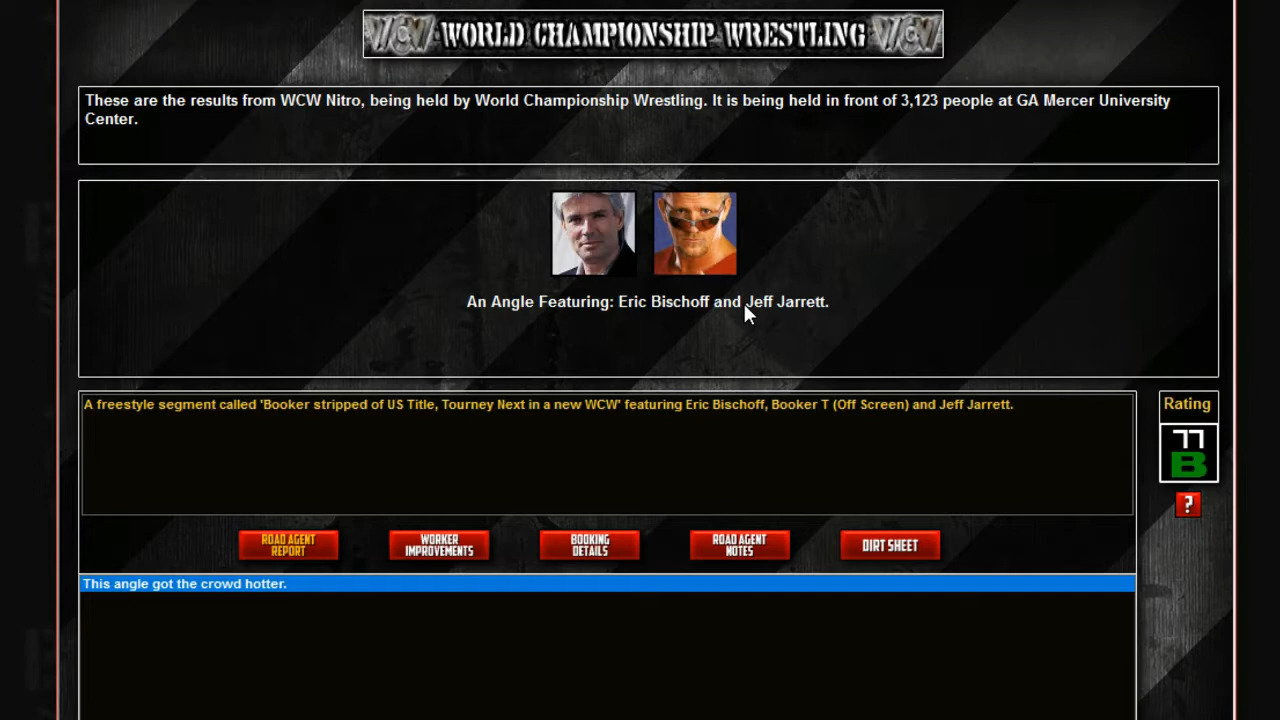 WCW WORLD CHAMPIONSHIP WRESTLING WCW
These are the results from WCW Nitro, being held by World Championship Wrestling. It is being held in front of 3,123 people at GA Mercer University
Center.
An Angle Featuring: Eric Bischoff and Jeff Jarrett.
A freestyle segment called 'Booker stripped of US Title, Tourney Next in a new WCW' featuring Eric Bischoff, Booker T (Off Screen) and Jeff Jarrett.
Rating
77
B
?
ROAD AGENT
REPORT
WORKER
IMPROVEMENTS
BOOKING
DETAILS
ROAD AGENT
NOTES
DIRT SHEET
This angle got the crowd hotter.